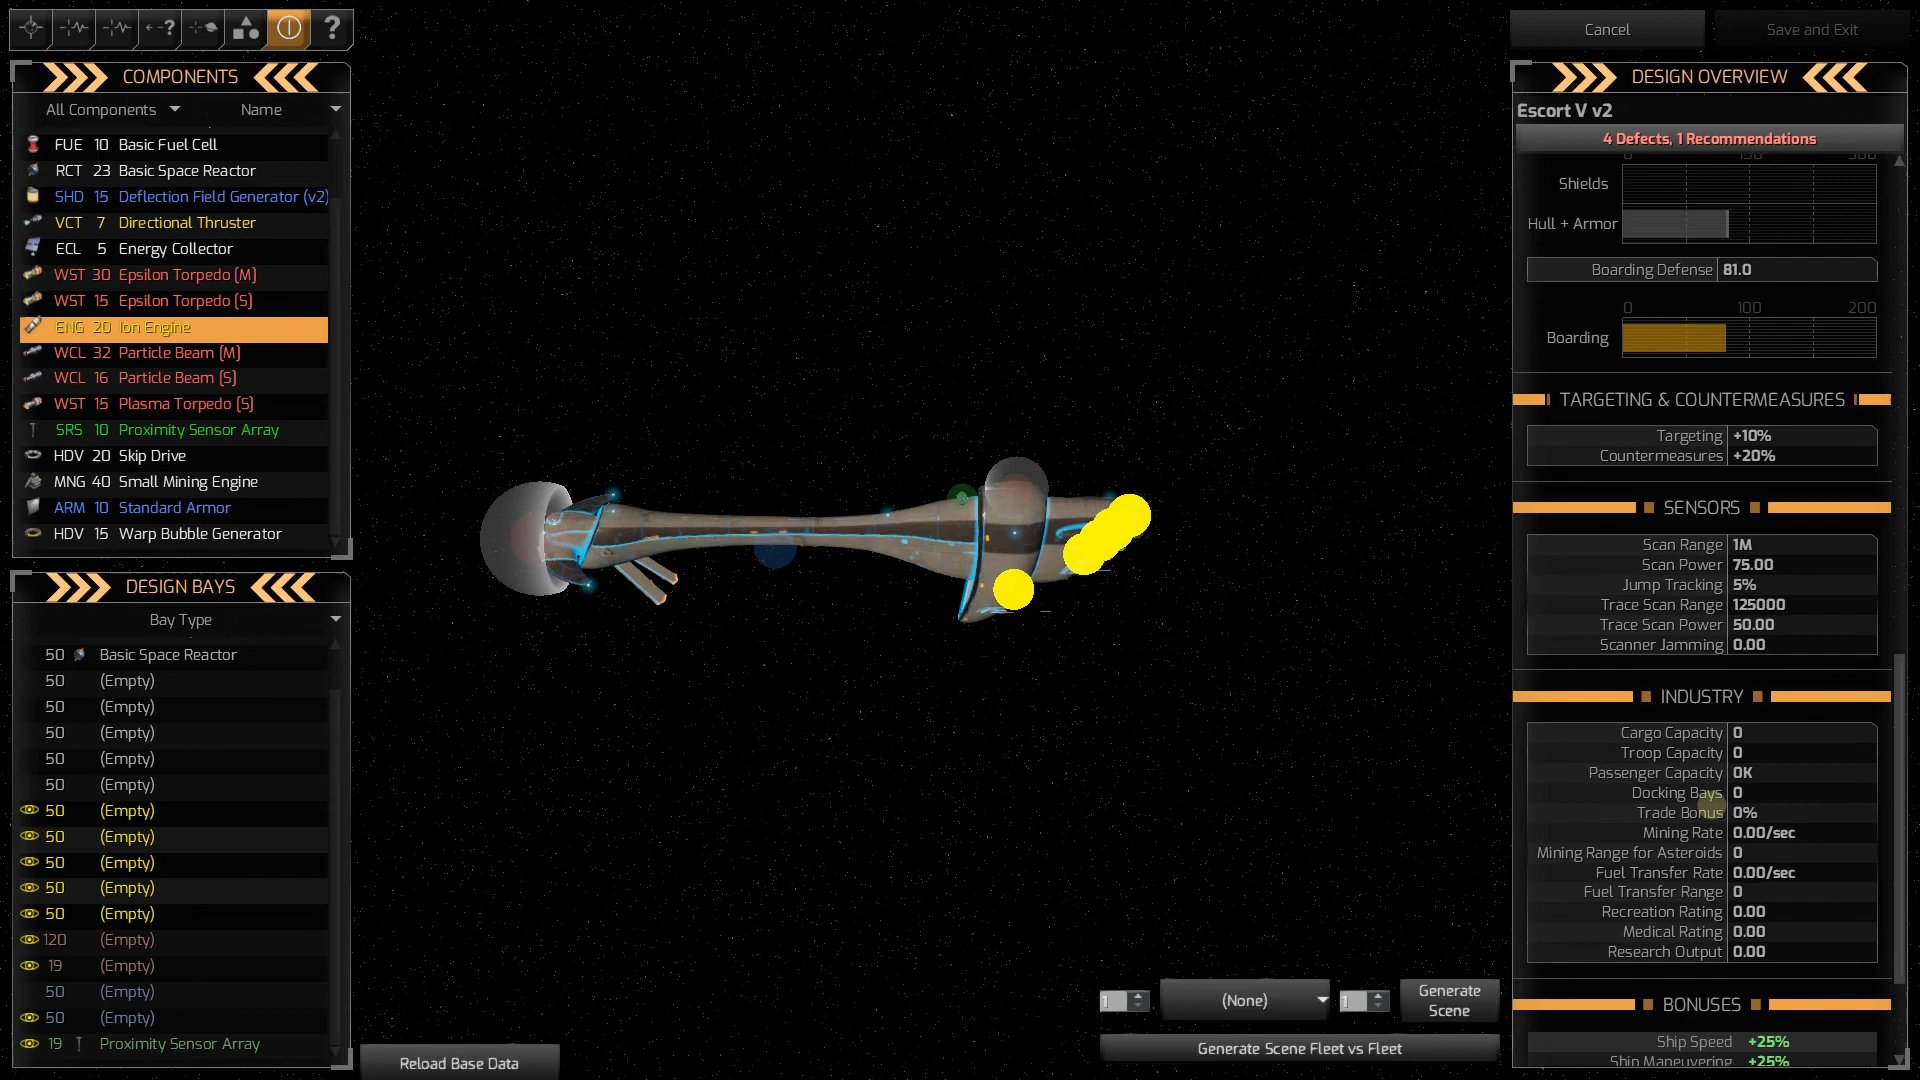 Cancel
Save and Exit
COMPONENTS
All Components
Name
FUE 10 Basic Fuel Cell
RCT 23 Basic Space Reactor
SHD 15 Deflection Field Generator (v2)
VCT 7 Directional Thruster
ECL 5 Energy Collector
WST 30 Epsilon Torpedo [M]
WST 15 Epsilon Torpedo [S]
ENG 20 Ion Engine
WCL 32 Particle Beam [M]
WCL 16 Particle Beam [S]
WST 15 Plasma Torpedo [S]
SRS 10 Proximity Sensor Array
HDV 20 Skip Drive
MNG 40 Small Mining Engine
ARM 10 Standard Armor
HDV 15 Warp Bubble Generator
DESIGN BAYS
Bay Type
50 Basic Space Reactor
50 (Empty)
50 (Empty)
50 (Empty)
50 (Empty)
50 (Empty)
50 (Empty)
50 (Empty)
50 (Empty)
50 (Empty)
50 (Empty)
120 (Empty)
19 (Empty)
50 (Empty)
50 (Empty)
19 Proximity Sensor Array
Reload Base Data
1
(None)
1
Generate
Scene
Generate Scene Fleet vs Fleet
DESIGN OVERVIEW
Escort V v2
4 Defects, 1 Recommendations
0 150 300
Shields
Hull + Armor
Boarding Defense 81.0
0 100 200
Boarding
TARGETING & COUNTERMEASURES
Targeting +10%
Countermeasures +20%
SENSORS
Scan Range 1M
Scan Power 75.00
Jump Tracking 5%
Trace Scan Range 125000
Trace Scan Power 50.00
Scanner Jamming 0.00
INDUSTRY
Cargo Capacity 0
Troop Capacity 0
Passenger Capacity 0K
Docking Bays 0
Trade Bonus 0%
Mining Rate 0.00/sec
Mining Range for Asteroids 0
Fuel Transfer Rate 0.00/sec
Fuel Transfer Range 0
Recreation Rating 0.00
Medical Rating 0.00
Research Output 0.00
BONUSES
Ship Speed +25%
Ship Maneuvering +25%